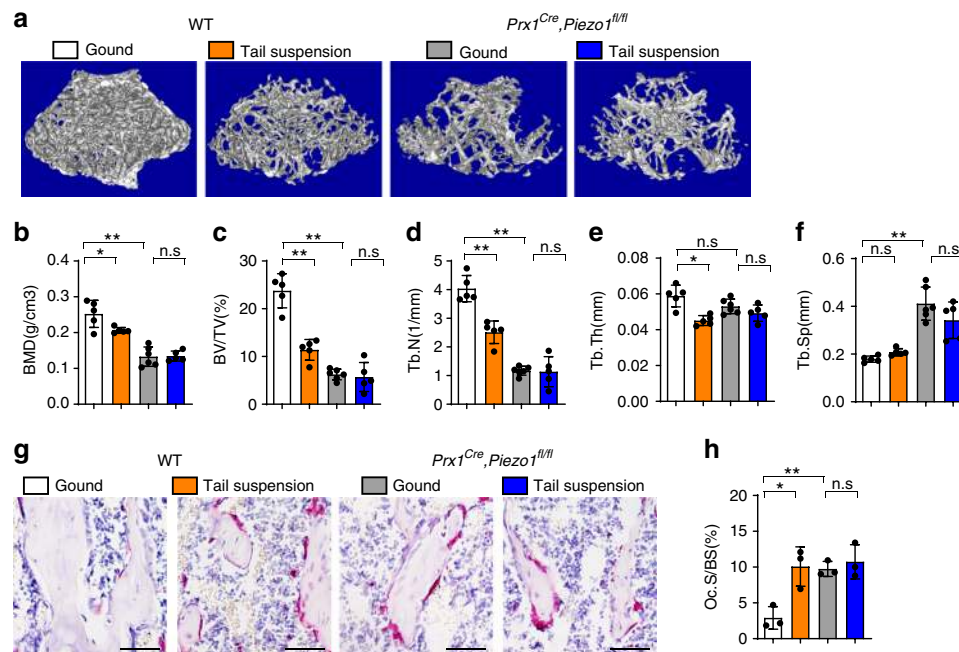 a
WT
Prx1Cre,Piezo1fl/fl
Gound
Tail suspension
Gound
Tail suspension
b
c
d
e
f
** 
*
n.s
BMD(g/cm3)
0.4
0.3
0.2
0.1
0.0
**
**
n.s
BV/TV(%)
30
20
10
0
**
**
n.s
Tb.N(1/mm)
5
4
3
2
1
0
n.s
*
n.s
Tb.Th(mm)
0.08
0.06
0.04
0.02
0.00
**
n.s
n.s
Tb.Sp(mm)
0.6
0.4
0.2
0.0
g
WT
Prx1Cre,Piezo1fl/fl
Gound
Tail suspension
Gound
Tail suspension
h
**
*
n.s
Oc.S/BS(%)
20
15
10
5
0